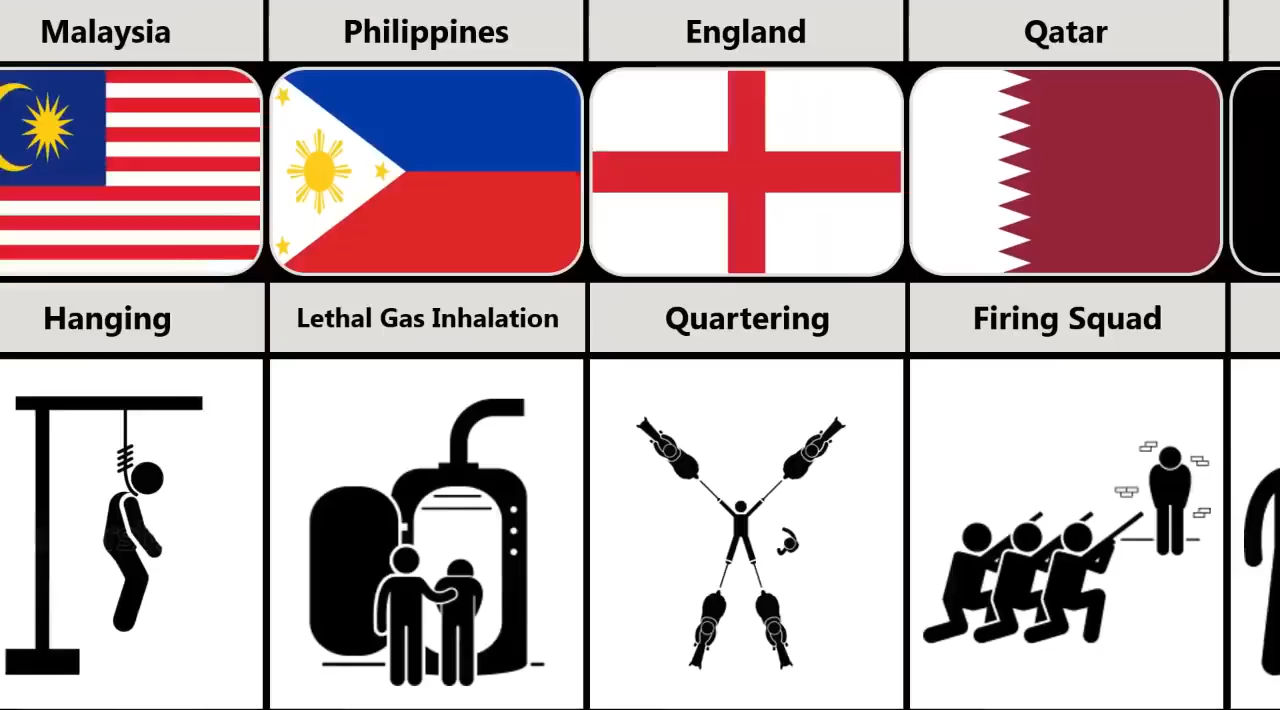 Malaysia
Philippines
England
Qatar
Hanging
Lethal Gas Inhalation
Quartering
Firing Squad